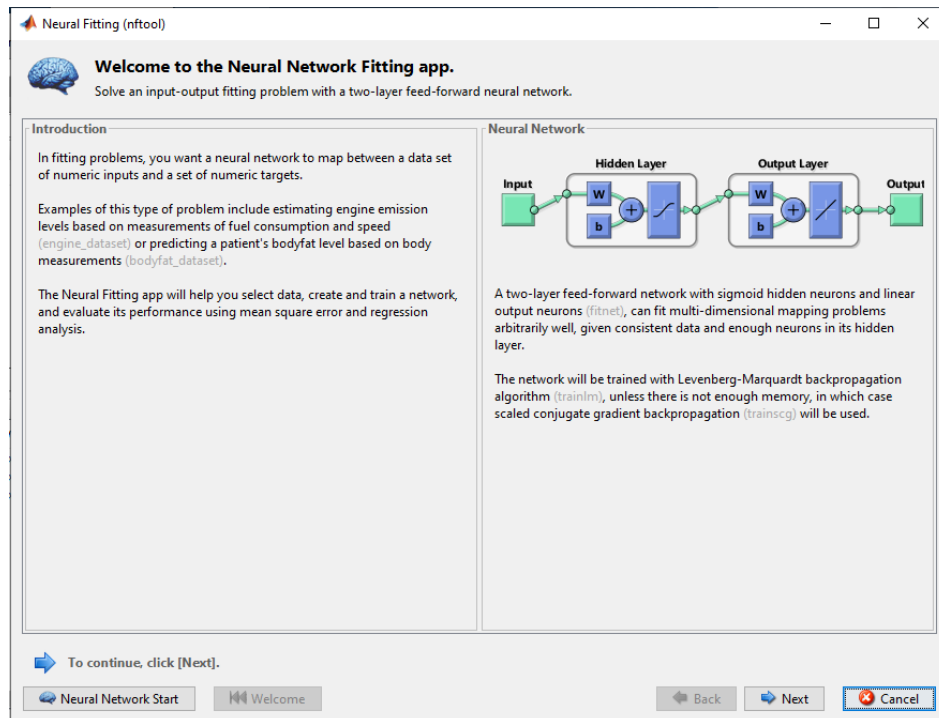 Neural Fitting (nftool)
Welcome to the Neural Network Fitting app.
Solve an input-output fitting problem with a two-layer feed-forward neural network.
Introduction
In fitting problems, you want a neural network to map between a data set
of numeric inputs and a set of numeric targets.
Examples of this type of problem include estimating engine emission
levels based on measurements of fuel consumption and speed
(engine_dataset) or predicting a patient's bodyfat level based on body
measurements (bodyfat_dataset).
The Neural Fitting app will help you select data, create and train a network,
and evaluate its performance using mean square error and regression
analysis.
Neural Network
Hidden Layer
Output Layer
Input
Output
W
b
W
b
A two-layer feed-forward network with sigmoid hidden neurons and linear
output neurons (fitnet), can fit multi-dimensional mapping problems
arbitrarily well, given consistent data and enough neurons in its hidden
layer.
The network will be trained with Levenberg-Marquardt backpropagation
algorithm (trainlm), unless there is not enough memory, in which case
scaled conjugate gradient backpropagation (trainscg) will be used.
To continue, click [Next].
Neural Network Start
Welcome
Back
Next
Cancel